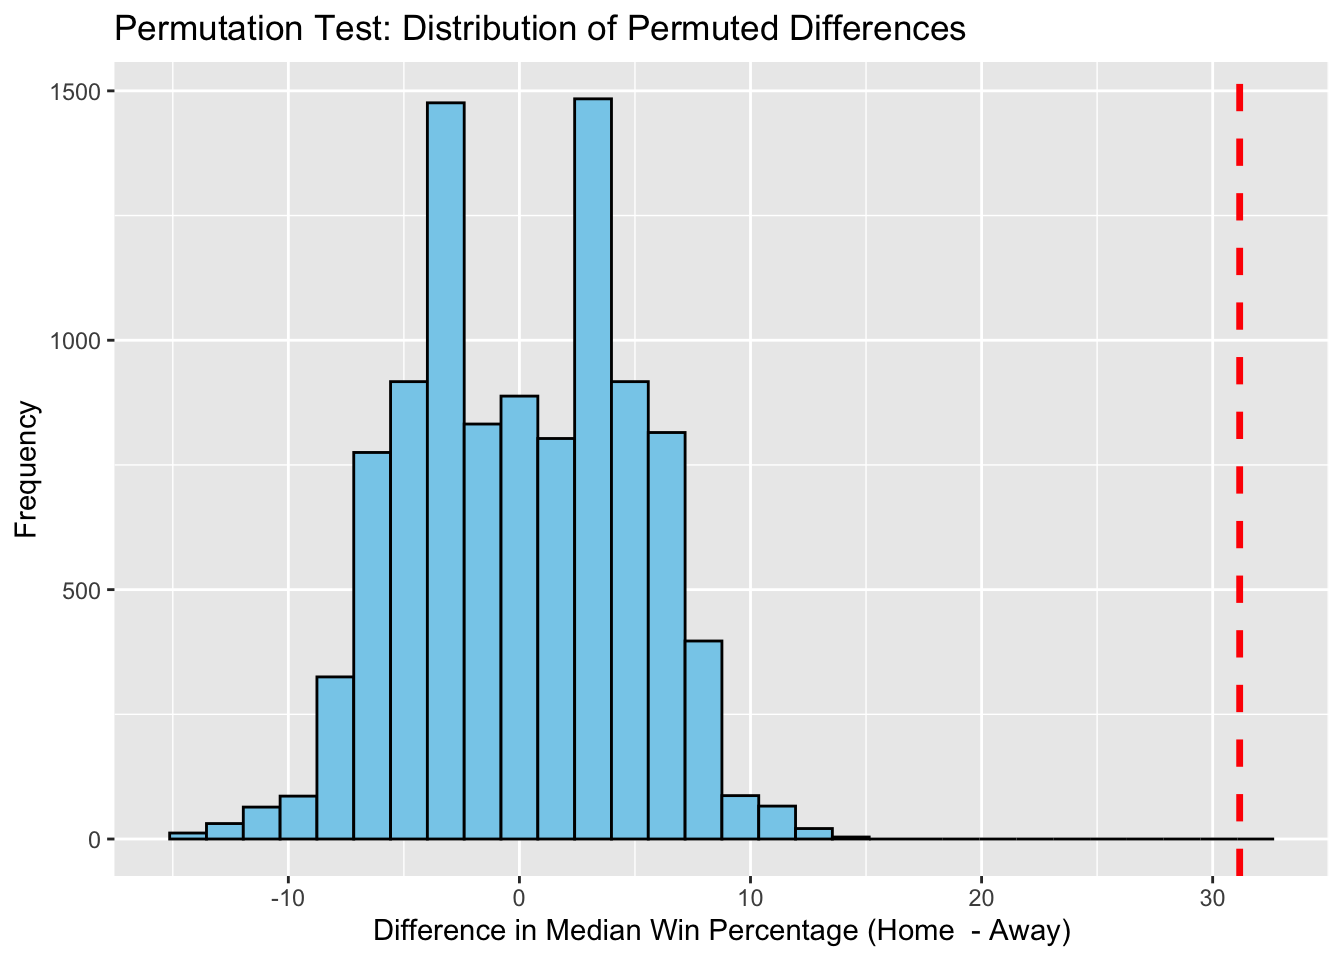 Permutation Test: Distribution of Permuted Differences
1500
1000
500
0
Frequency
-10 0 10 20 30
Difference in Median Win Percentage (Home  - Away)